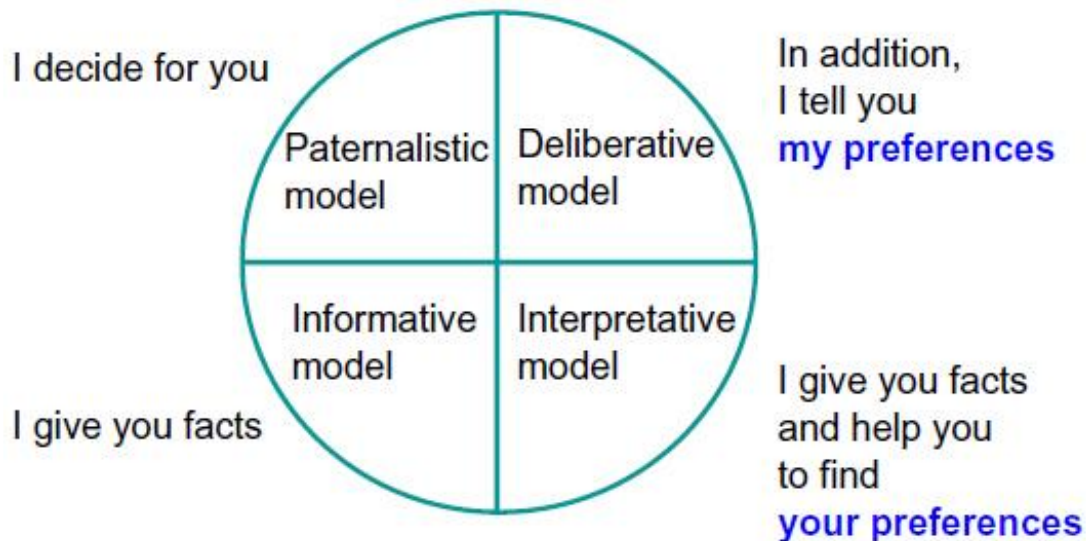 I decide for you
Paternalistic
model
Deliberative
model
In addition,
I tell you
my preferences
Informative
model
Interpretative
model
I give you facts
I give you facts
and help you
to find
your preferences